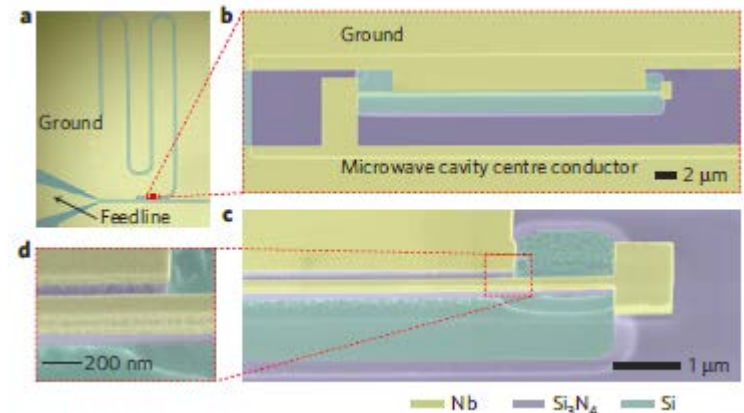 a
b
Ground
Ground
Microwave cavity centre conductor
2 µm
Feedline
c
d
200 nm
1 µm
Nb Si₃N₄ Si